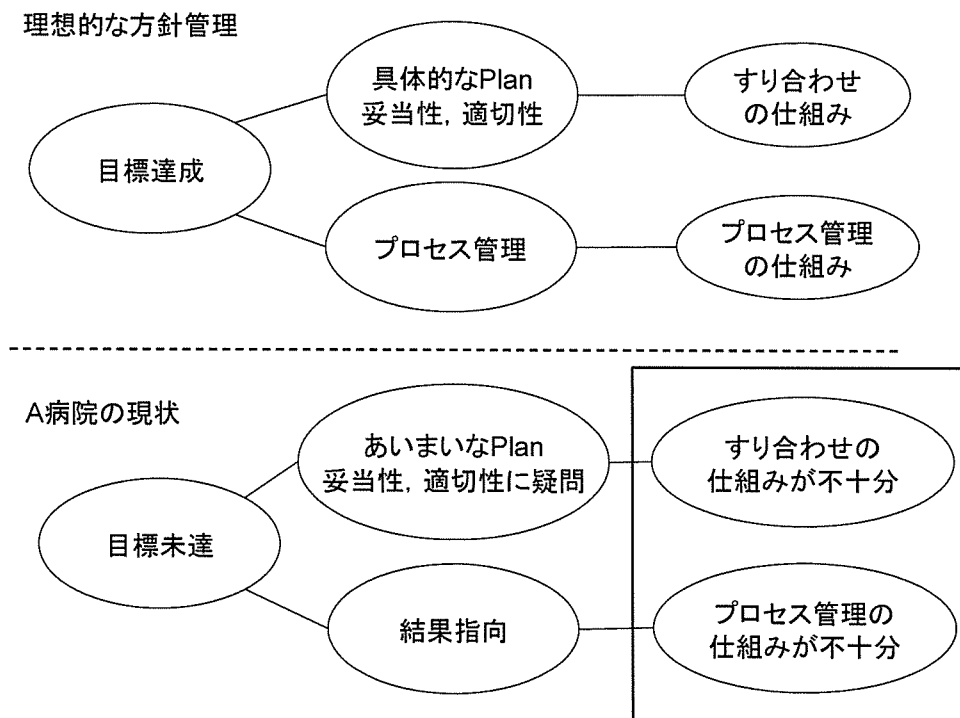 理想的な方針管理
具体的なPlan
妥当性，適切性
すり合わせ
の仕組み
目標達成
プロセス管理
プロセス管理
の仕組み
A病院の現状
あいまいなPlan
妥当性，適切性に疑問
すり合わせの
仕組みが不十分
目標未達
結果指向
プロセス管理の
仕組みが不十分